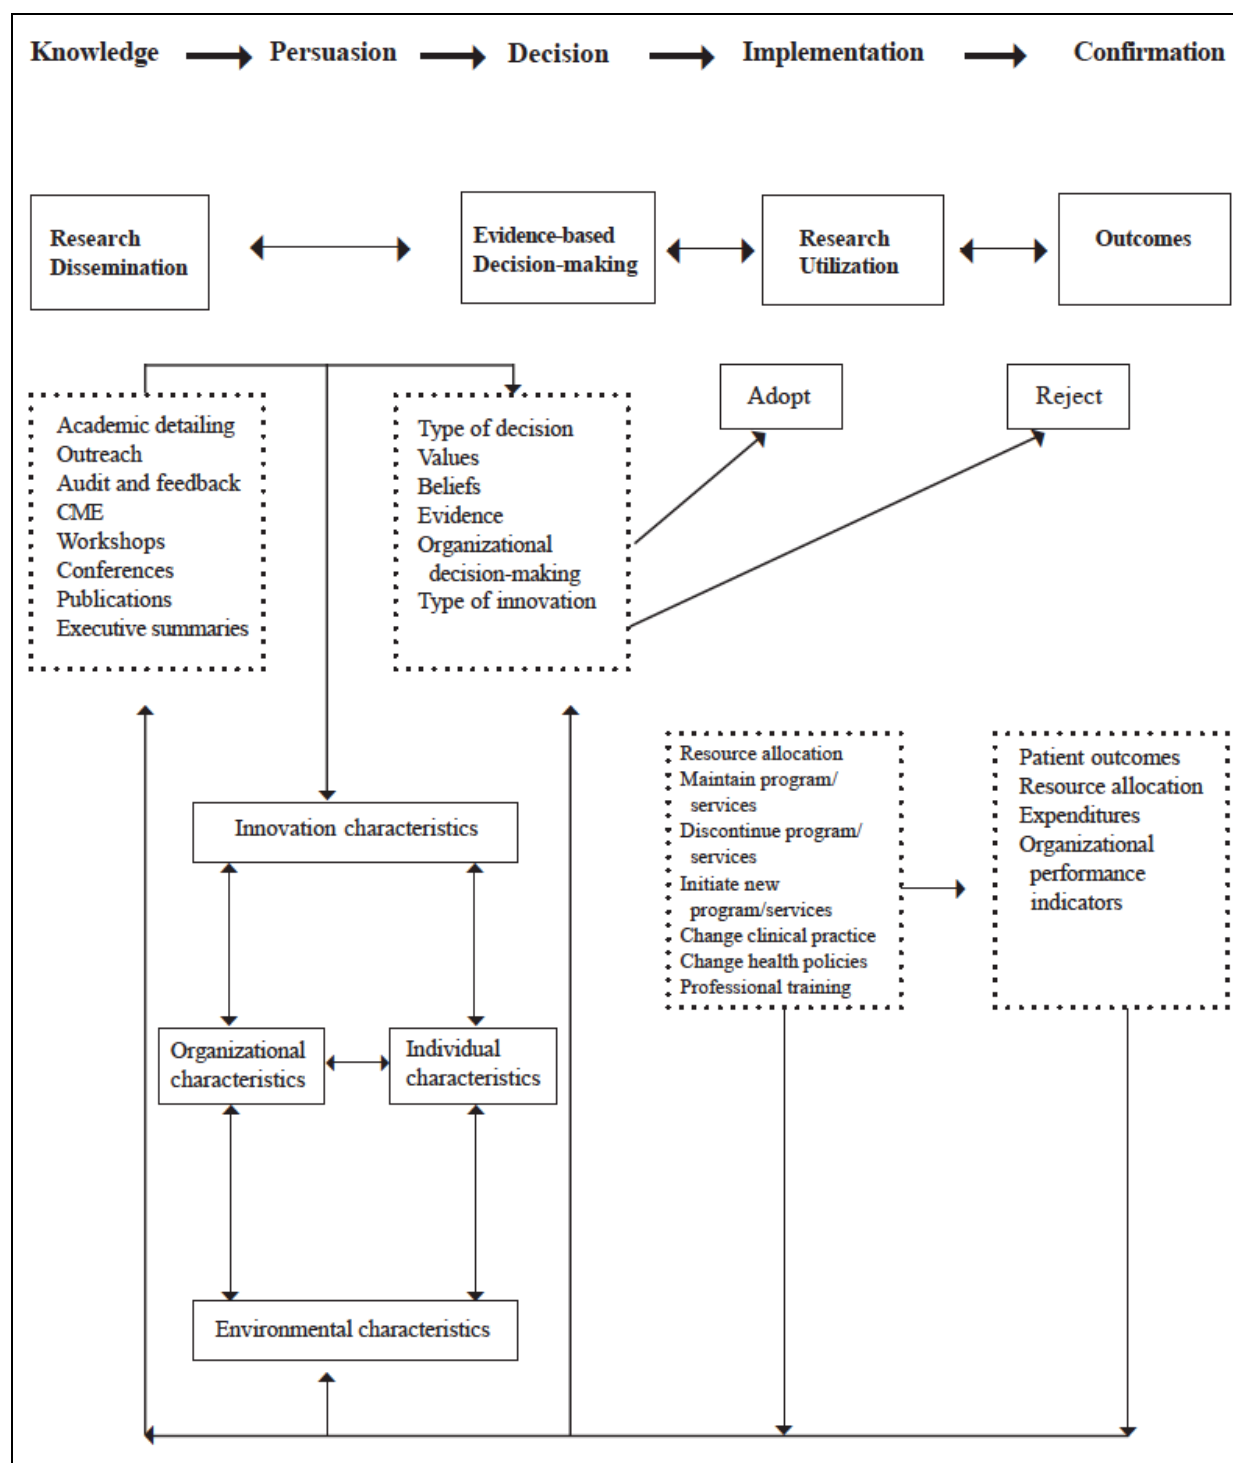 Knowledge Persuasion Decision Implementation Confirmation
Research
Dissemination
Evidence-based
Decision-making
Research
Utilization
Outcomes
Adopt
Reject
Academic detailing
Outreach
Audit and feedback
CME
Workshops
Conferences
Publications
Executive summaries
Type of decision
Values
Beliefs
Evidence
Organizational
decision-making
Type of innovation
Resource allocation
Maintain program/
services
Discontinue program/
services
Initiate new
program/services
Change clinical practice
Change health policies
Professional training
Patient outcomes
Resource allocation
Expenditures
Organizational
performance
indicators
Innovation characteristics
Organizational
characteristics
Individual
characteristics
Environmental characteristics